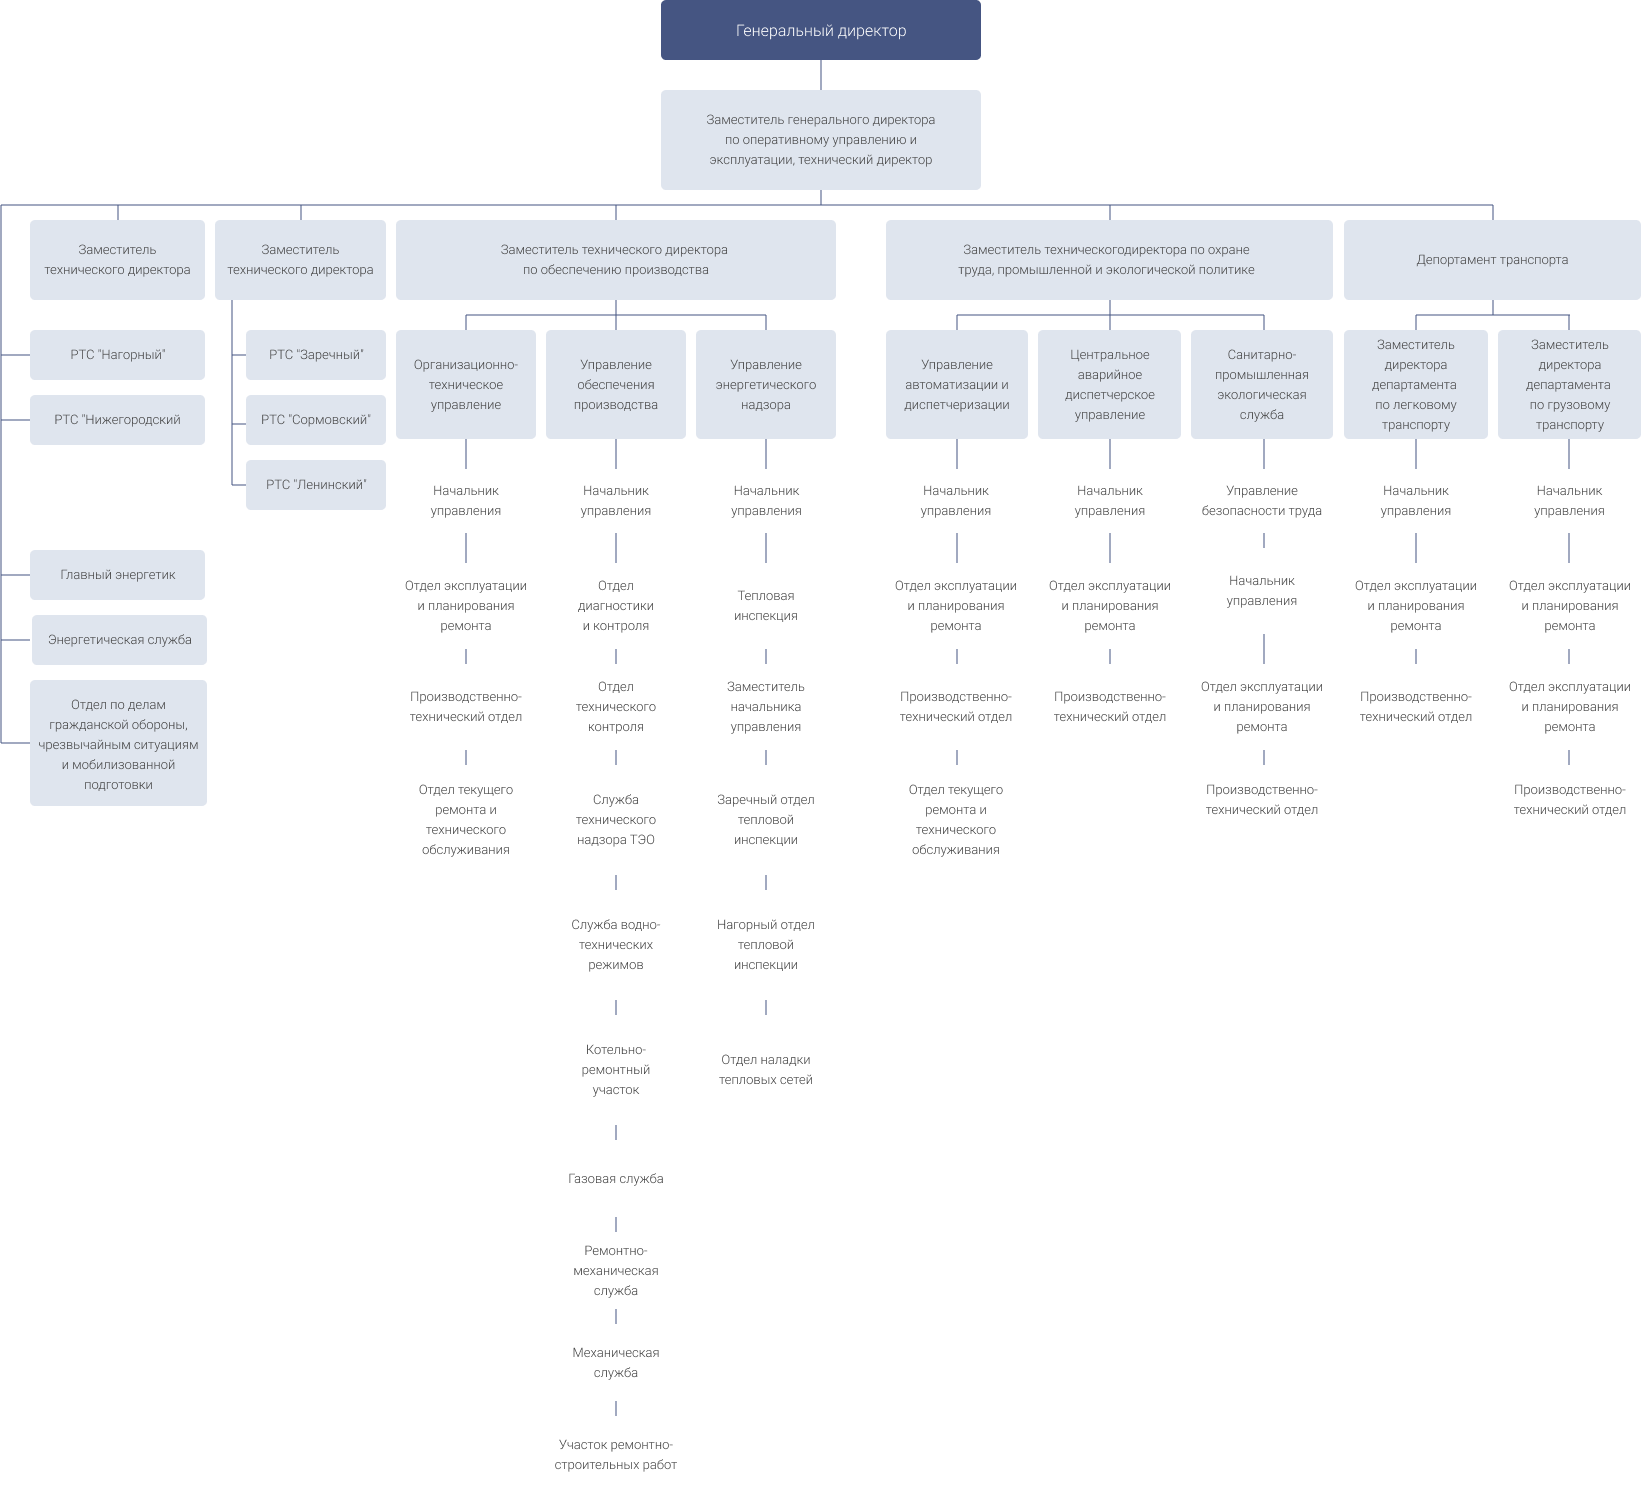 Генеральный директор
Заместитель генерального директора
по оперативному управлению и
эксплуатации, технический директор
Заместитель
технического директора
РТС "Нагорный"
РТС "Нижегородский
Главный энергетик
Энергетическая служба
Отдел по делам
гражданской обороны,
чрезвычайным ситуациям
и мобилизованной
подготовки
Заместитель
технического директора
РТС "Заречный"
РТС "Сормовский"
РТС "Ленинский"
Заместитель технического директора
по обеспечению производства
Организационно-
техническое
управление
Начальник
управления
Отдел эксплуатации
и планирования
ремонта
Производственно-
технический отдел
Отдел текущего
ремонта и
технического
обслуживания
Управление
обеспечения
производства
Начальник
управления
Отдел
диагностики
и контроля
Отдел
технического
контроля
Служба
технического
надзора ТЭО
Служба водно-
технических
режимов
Котельно-
ремонтный
участок
Газовая служба
Ремонтно-
механическая
служба
Механическая
служба
Участок ремонтно-
строительных работ
Управление
энергетического
надзора
Начальник
управления
Тепловая
инспекция
Заместитель
начальника
управления
Заречный отдел
тепловой
инспекции
Нагорный отдел
тепловой
инспекции
Отдел наладки
тепловых сетей
Заместитель техническогодиректора по охране
труда, промышленной и экологической политике
Управление
автоматизации и
диспетчеризации
Начальник
управления
Отдел эксплуатации
и планирования
ремонта
Производственно-
технический отдел
Отдел текущего
ремонта и
технического
обслуживания
Центральное
аварийное
диспетчерское
управление
Начальник
управления
Отдел эксплуатации
и планирования
ремонта
Производственно-
технический отдел
Санитарно-
промышленная
экологическая
служба
Управление
безопасности труда
Начальник
управления
Отдел эксплуатации
и планирования
ремонта
Производственно-
технический отдел
Депортамент транспорта
Заместитель
директора
департамента
по легковому
транспорту
Начальник
управления
Отдел эксплуатации
и планирования
ремонта
Производственно-
технический отдел
Заместитель
директора
департамента
по грузовому
транспорту
Начальник
управления
Отдел эксплуатации
и планирования
ремонта
Отдел эксплуатации
и планирования
ремонта
Производственно-
технический отдел